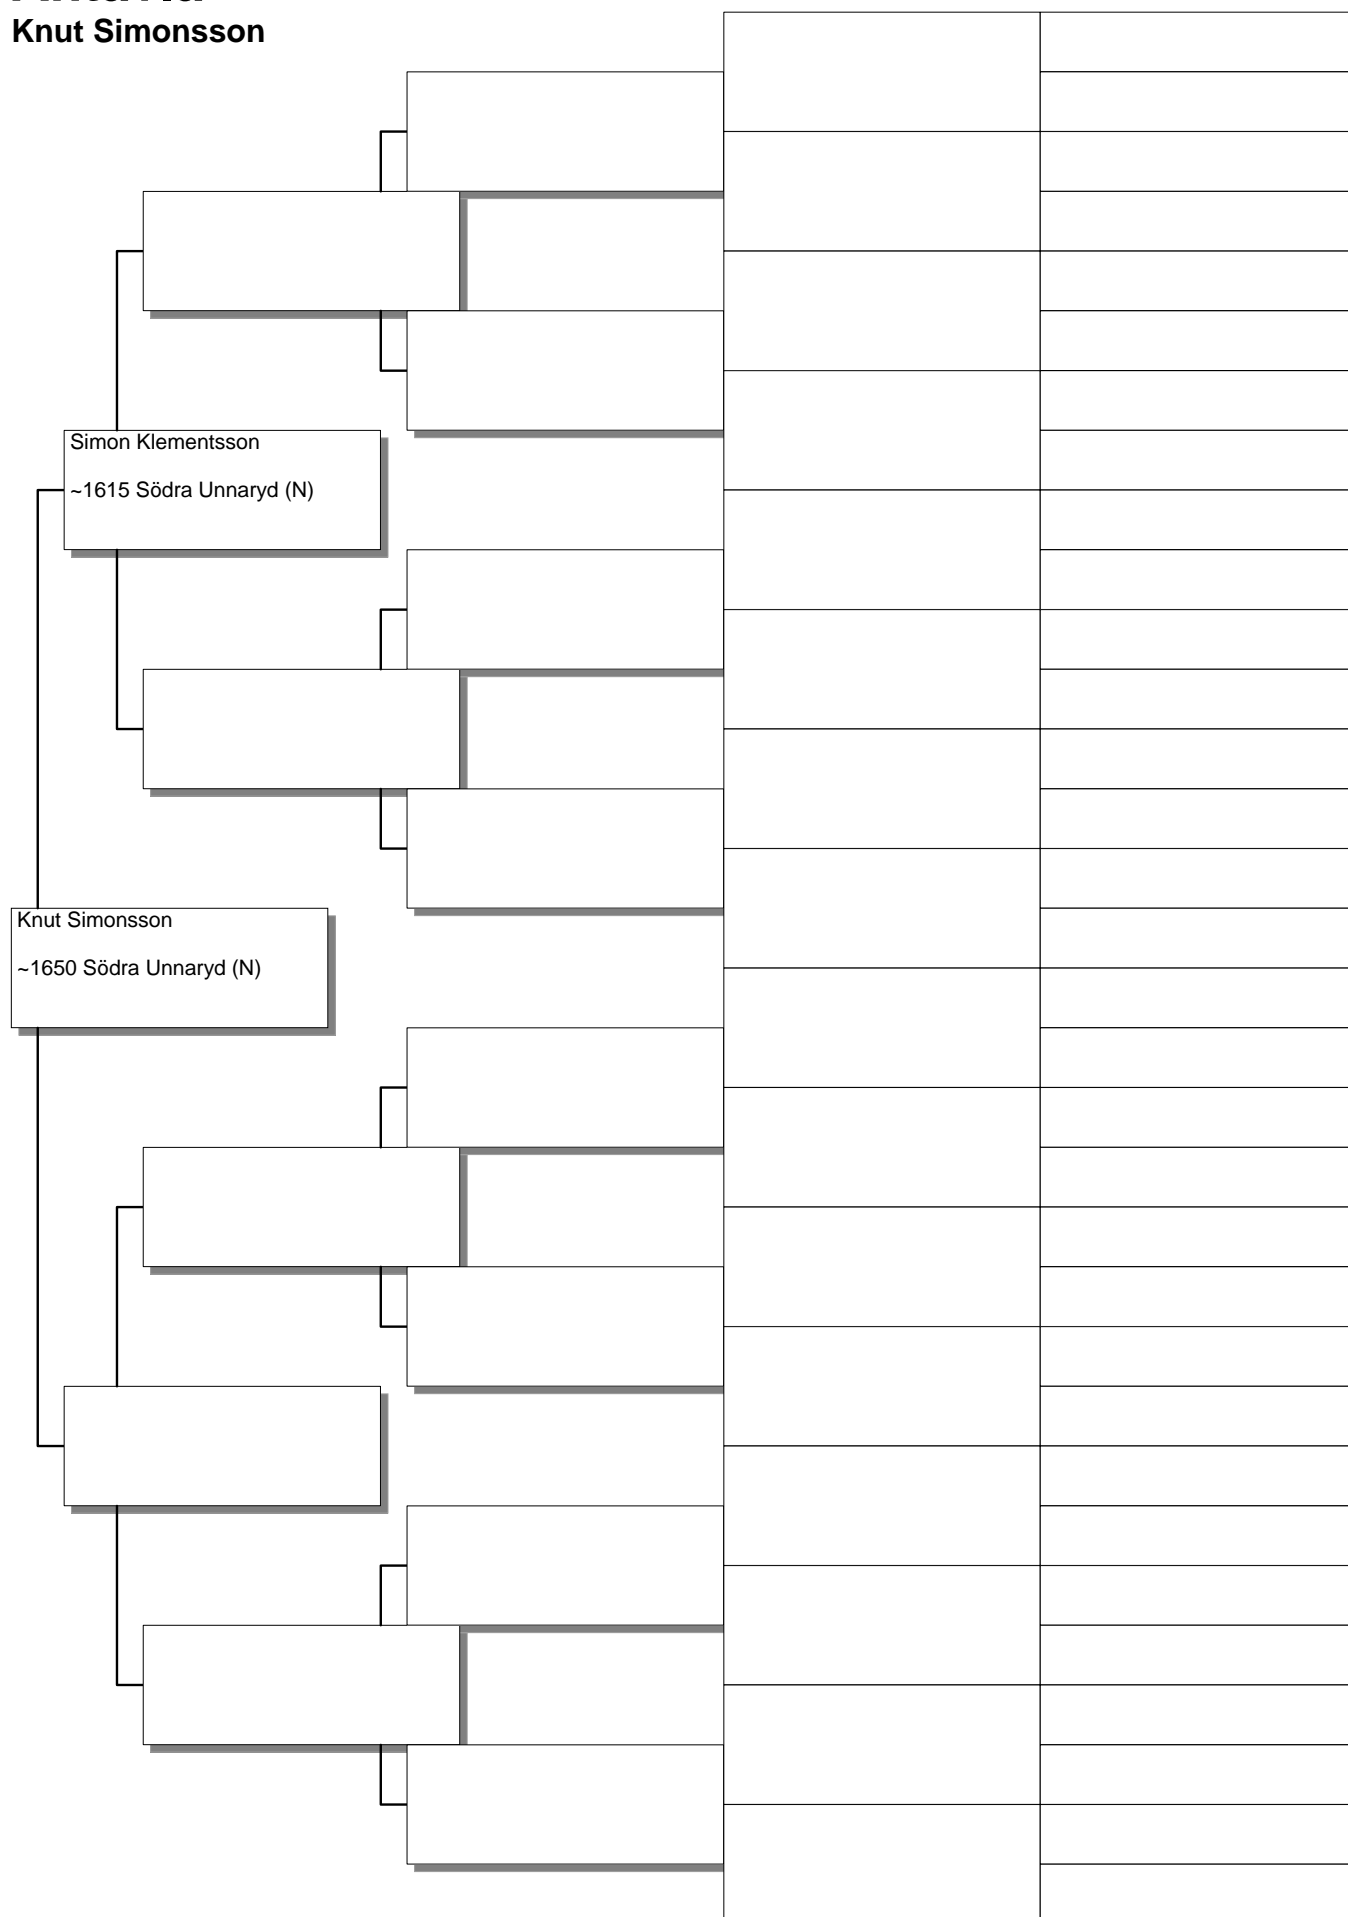 Knut Simonsson
Simon Klementsson
~1615 Södra Unnaryd (N)
Knut Simonsson
~1650 Södra Unnaryd (N)